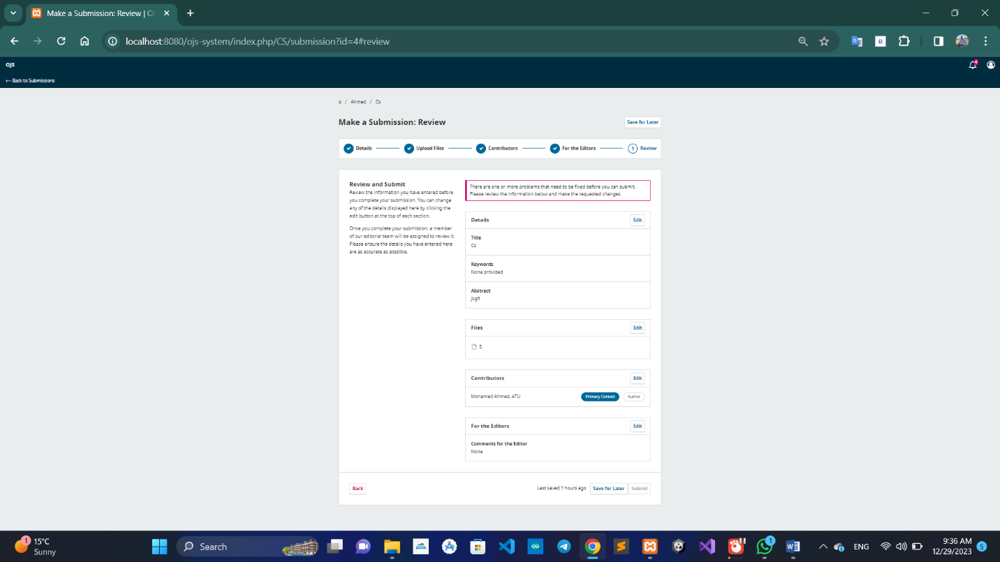 Make a Submission: Review | O
localhost:8080/ojs-system/index.php/CS/submission?id=4#review
B
OJS
4
← Back to Submissions
4 / Ahmed / Cs
Make a Submission: Review
Save for Later
Details
Upload Files
Contributors
For the Editors
5 Review
Review and Submit
Review the information you have entered before
you complete your submission. You can change
any of the details displayed here by clicking the
edit button at the top of each section.
Once you complete your submission, a member
of our editorial team will be assigned to review it.
Please ensure the details you have entered here
are as accurate as possible.
There are one or more problems that need to be fixed before you can submit.
Please review the information below and make the requested changes.
Details Edit
Title
Cs
Keywords
None provided
Abstract
Files Edit
Contributors Edit
Mohamed Ahmed, ATU Primary Contact Author
For the Editors Edit
Comments for the Editor
None
Back Last saved 7 hours ago Save for Later Submit
1
15°C
Sunny
Search
1
ENG
9:36 AM
12/29/2023
5